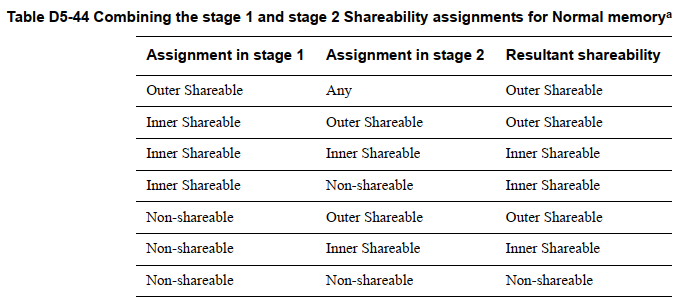 Table D5-44 Combining the stage 1 and stage 2 Shareability assignments for Normal memorya
Assignment in stage 1 Assignment in stage 2 Resultant shareability
Outer Shareable Any Outer Shareable
Inner Shareable Outer Shareable Outer Shareable
Inner Shareable Inner Shareable Inner Shareable
Inner Shareable Non-shareable Inner Shareable
Non-shareable Outer Shareable Outer Shareable
Non-shareable Inner Shareable Inner Shareable
Non-shareable Non-shareable Non-shareable